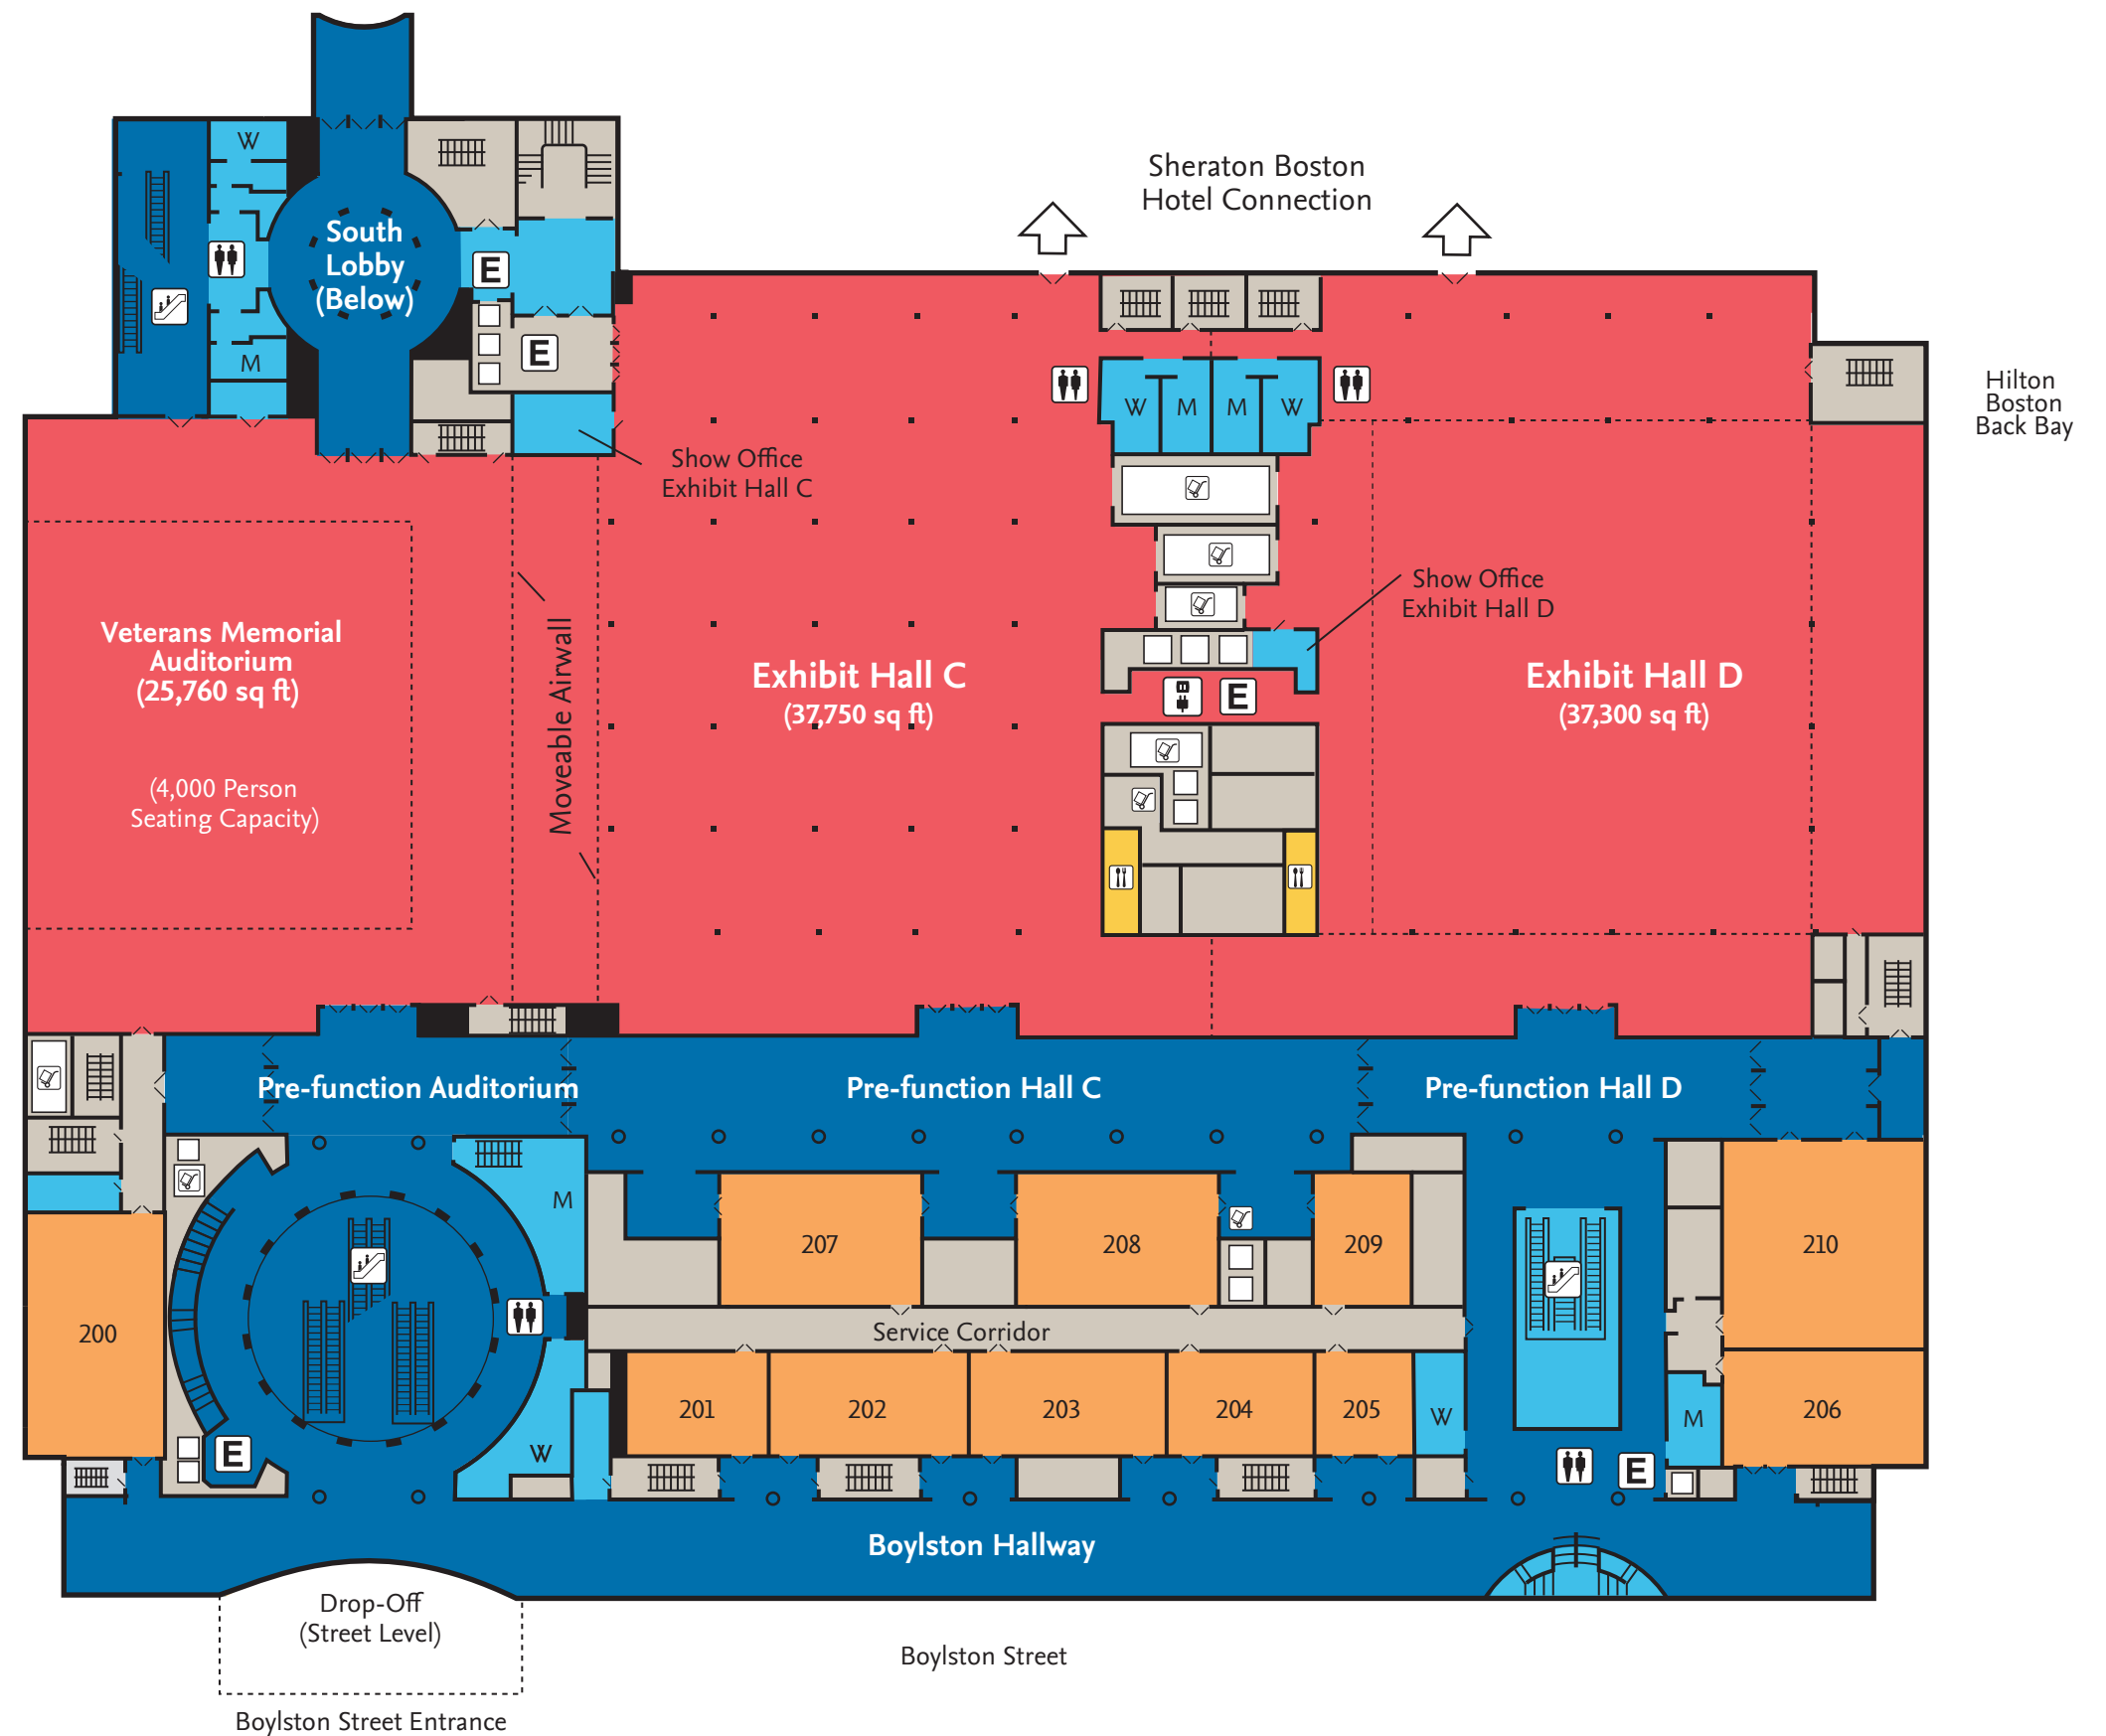 W
South
Lobby
(Below)
E
E
M
Sheraton Boston
Hotel Connection
Hilton
Boston
Back Bay
W
M
M
W
Show Office
Exhibit Hall C
Show Office
Exhibit Hall D
Veterans Memorial
Auditorium
(25,760 sq ft)
(4,000 Person
Seating Capacity)
Moveable Airwall
Exhibit Hall C
(37,750 sq ft)
E
Exhibit Hall D
(37,300 sq ft)
Pre-function Auditorium
Pre-function Hall C
Pre-function Hall D
M
207
208
209
210
200
Service Corridor
201
202
203
204
205
W
M
206
W
E
E
Boylston Hallway
Drop-Off
(Street Level)
Boylston Street
Boylston Street Entrance